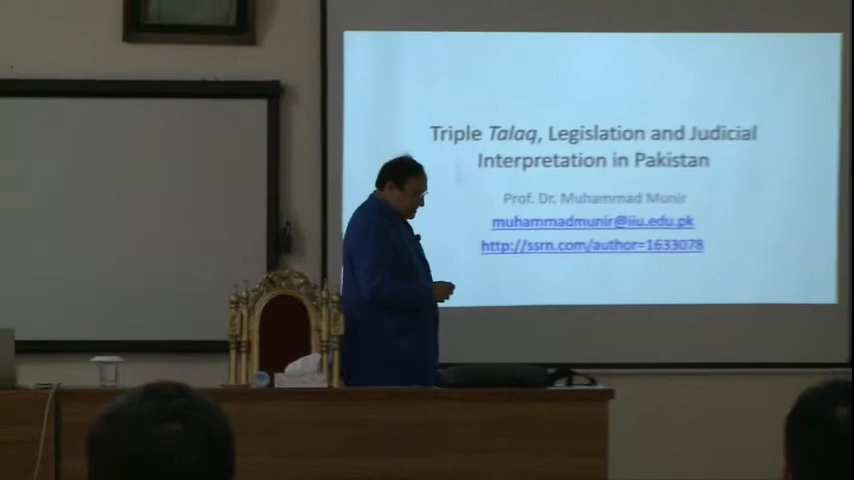 Triple Talaq, Legislation and Judicial
Interpretation in Pakistan
Prof. Dr. Muhammad Munir
muhammadmunir@iiu.edu.pk
http://ssrn.com/author=1633078